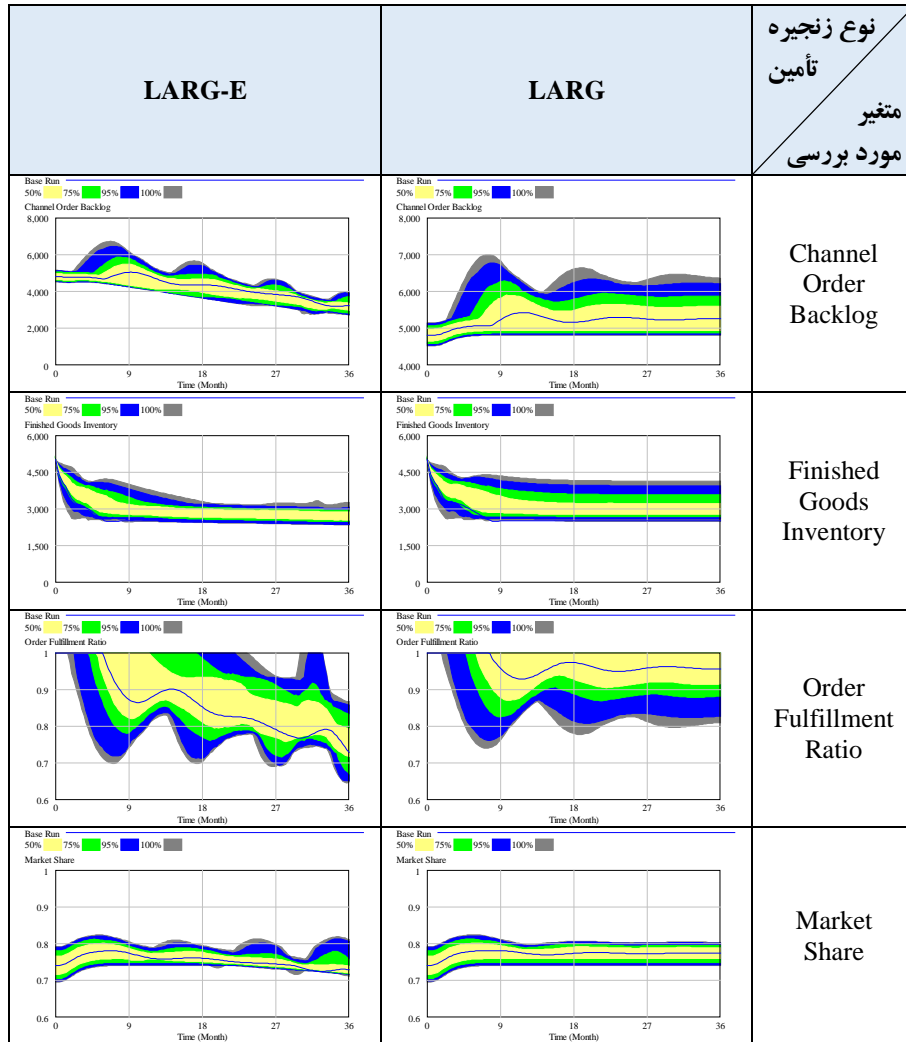 نوع زنجیره
تأمین
متغیر
مورد بررسی
LARG
LARG-E
Channel
Order
Backlog
Base Run
50% 75% 95% 100%
Channel Order Backlog
7,000
6,000
5,000
4,000
0 9 18 27 36
Time (Month)
Base Run
50% 75% 95% 100%
Channel Order Backlog
8,000
6,000
4,000
2,000
0
0 9 18 27 36
Time (Month)
Finished
Goods
Inventory
Base Run
50% 75% 95% 100%
Finished Goods Inventory
6,000
4,500
3,000
1,500
0
0 9 18 27 36
Time (Month)
Base Run
50% 75% 95% 100%
Finished Goods Inventory
6,000
4,500
3,000
1,500
0
0 9 18 27 36
Time (Month)
Order
Fulfillment
Ratio
Base Run
50% 75% 95% 100%
Order Fulfillment Ratio
1
0.9
0.8
0.7
0.6
0 9 18 27 36
Time (Month)
Base Run
50% 75% 95% 100%
Order Fulfillment Ratio
1
0.9
0.8
0.7
0.6
0 9 18 27 36
Time (Month)
Market
Share
Base Run
50% 75% 95% 100%
Market Share
1
0.9
0.8
0.7
0.6
0 9 18 27 36
Time (Month)
Base Run
50% 75% 95% 100%
Market Share
1
0.9
0.8
0.7
0.6
0 9 18 27 36
Time (Month)